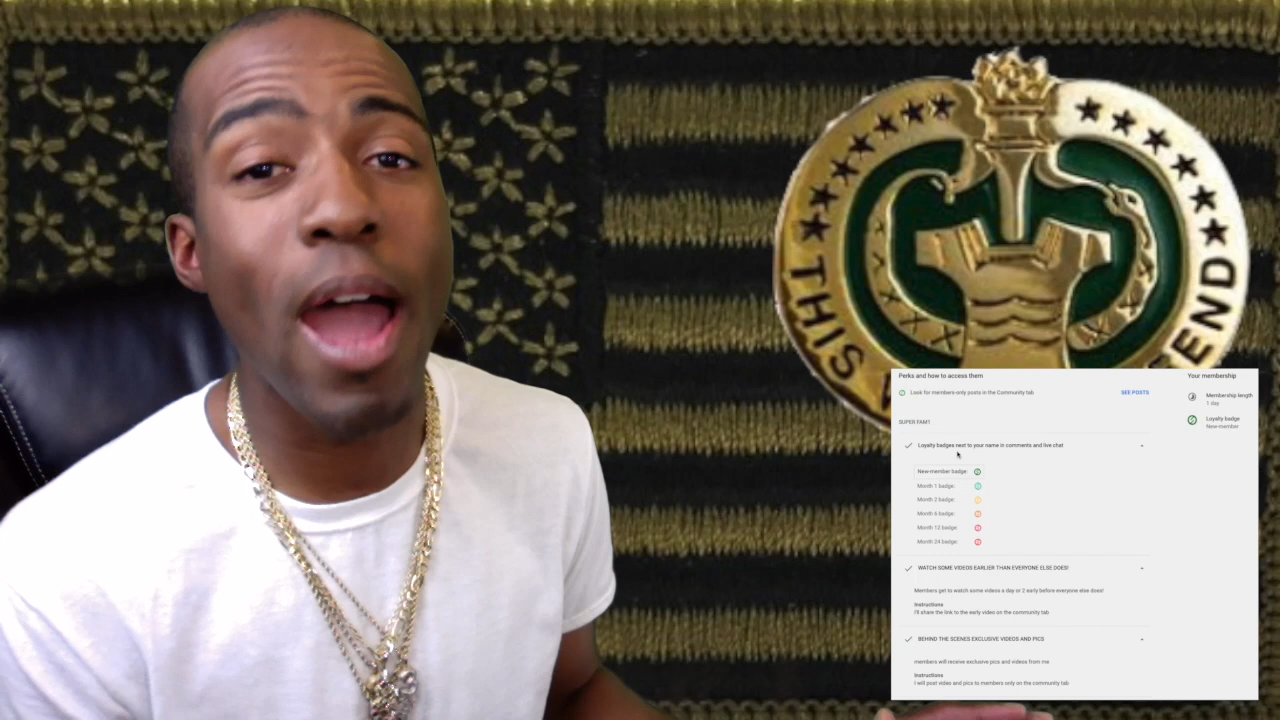 THIS
DEFEND
Perks and how to access them
Look for members-only posts in the Community tab
SEE POSTS
SUPER FAM1
Loyalty badges next to your name in comments and live chat
New-member badge:
Month 1 badge:
Month 2 badge:
Month 6 badge:
Month 12 badge:
Month 24 badge:
WATCH SOME VIDEOS EARLIER THAN EVERYONE ELSE DOES!
Members get to watch some videos a day or 2 early before everyone else does!
Instructions
I'll share the link to the early video on the community tab
BEHIND THE SCENES EXCLUSIVE VIDEOS AND PICS
members will receive exclusive pics and videos from me
Instructions
I will post video and pics to members only on the community tab
Your membership
Membership length
1 day
Loyalty badge
New-member